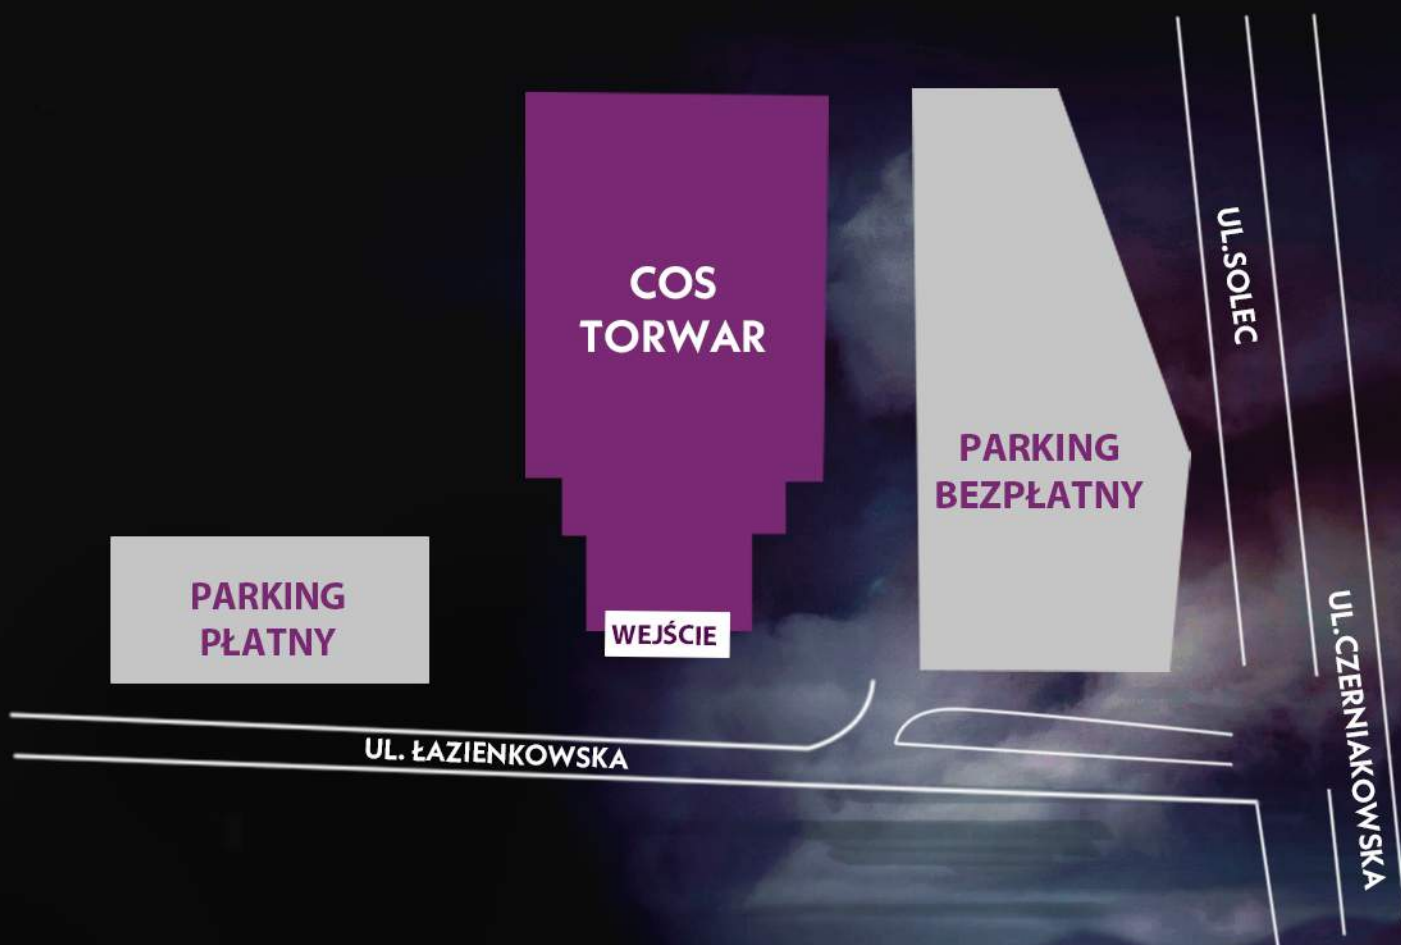 COS
TORWAR
PARKING
BEZPŁATNY
UL.SOLEC
PARKING
PŁATNY
WEJŚCIE
UL. ŁAZIENKOWSKA
UL.CZERNIAKOWSKA